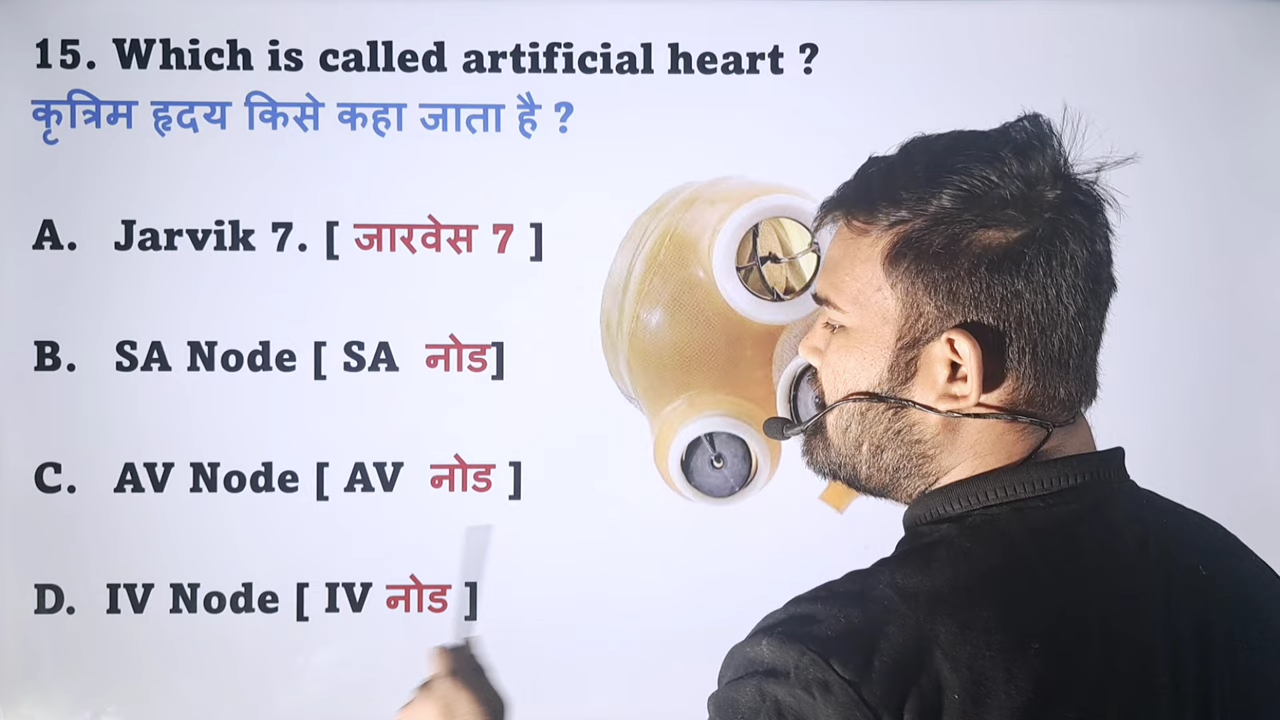 15. Which is called artificial heart ?
कृत्रिम हृदय किसे कहा जाता है ?
A. Jarvik 7. [ जारवेस 7 ]
B. SA Node [ SA नोड]
C. AV Node [ AV नोड ]
D. IV Node [ IV नोड ]